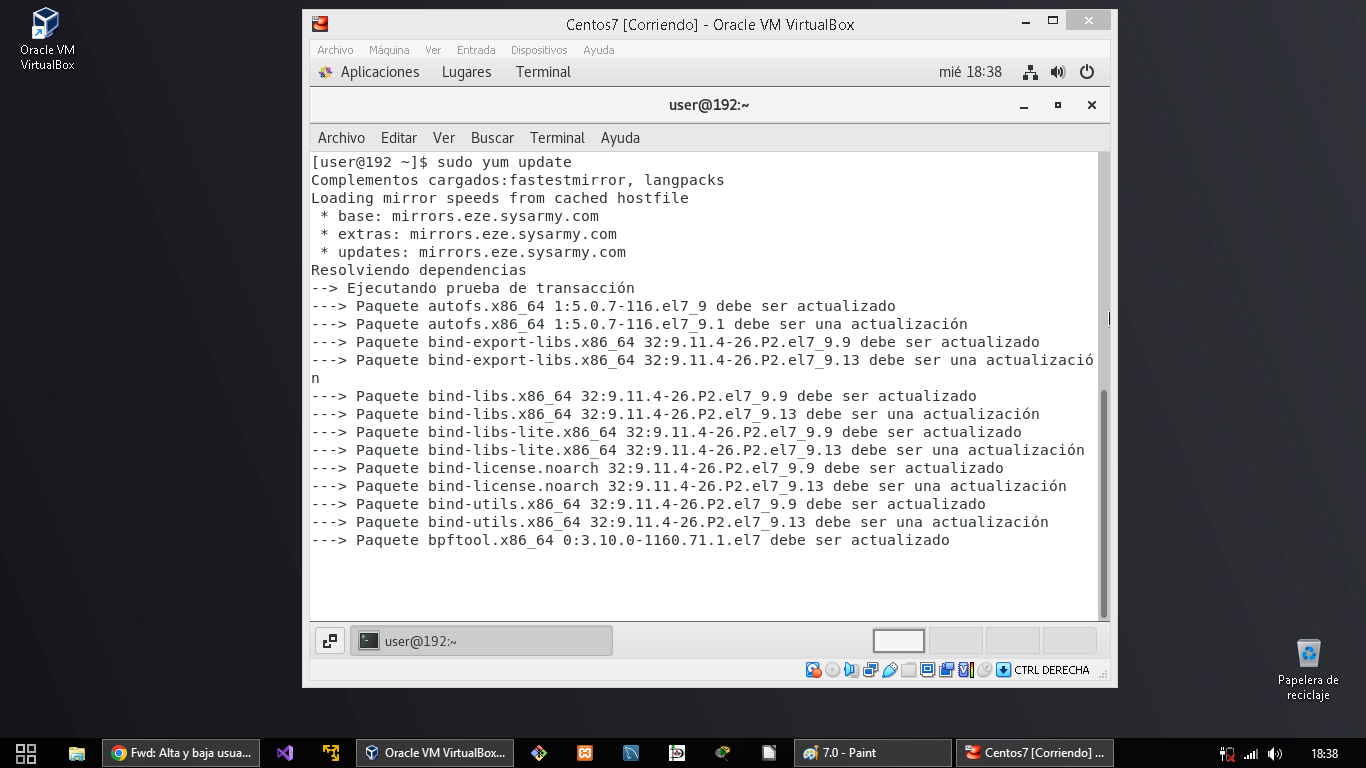 Oracle VM
VirtualBox
Centos7 [Corriendo] - Oracle VM VirtualBox
Archivo Máquina Ver Entrada Dispositivos Ayuda
Aplicaciones Lugares Terminal mié 18:38
user@192:~
Archivo Editar Ver Buscar Terminal Ayuda
[user@192 ~]$ sudo yum update
Complementos cargados:fastestmirror, langpacks
Loading mirror speeds from cached hostfile
 * base: mirrors.eze.sysarmy.com
 * extras: mirrors.eze.sysarmy.com
 * updates: mirrors.eze.sysarmy.com
Resolviendo dependencias
--> Ejecutando prueba de transacción
---> Paquete autofs.x86_64 1:5.0.7-116.el7_9 debe ser actualizado
---> Paquete autofs.x86_64 1:5.0.7-116.el7_9.1 debe ser una actualización
---> Paquete bind-export-libs.x86_64 32:9.11.4-26.P2.el7_9.9 debe ser actualizado
---> Paquete bind-export-libs.x86_64 32:9.11.4-26.P2.el7_9.13 debe ser una actualizació
n
---> Paquete bind-libs.x86_64 32:9.11.4-26.P2.el7_9.9 debe ser actualizado
---> Paquete bind-libs.x86_64 32:9.11.4-26.P2.el7_9.13 debe ser una actualización
---> Paquete bind-libs-lite.x86_64 32:9.11.4-26.P2.el7_9.9 debe ser actualizado
---> Paquete bind-libs-lite.x86_64 32:9.11.4-26.P2.el7_9.13 debe ser una actualización
---> Paquete bind-license.noarch 32:9.11.4-26.P2.el7_9.9 debe ser actualizado
---> Paquete bind-license.noarch 32:9.11.4-26.P2.el7_9.13 debe ser una actualización
---> Paquete bind-utils.x86_64 32:9.11.4-26.P2.el7_9.9 debe ser actualizado
---> Paquete bind-utils.x86_64 32:9.11.4-26.P2.el7_9.13 debe ser una actualización
---> Paquete bpftool.x86_64 0:3.10.0-1160.71.1.el7 debe ser actualizado
user@192:~
CTRL DERECHA
Papelera de
reciclaje
Fwd: Alta y baja usua... Oracle VM VirtualBox... 7.0 - Paint Centos7 [Corriendo] ... 18:38